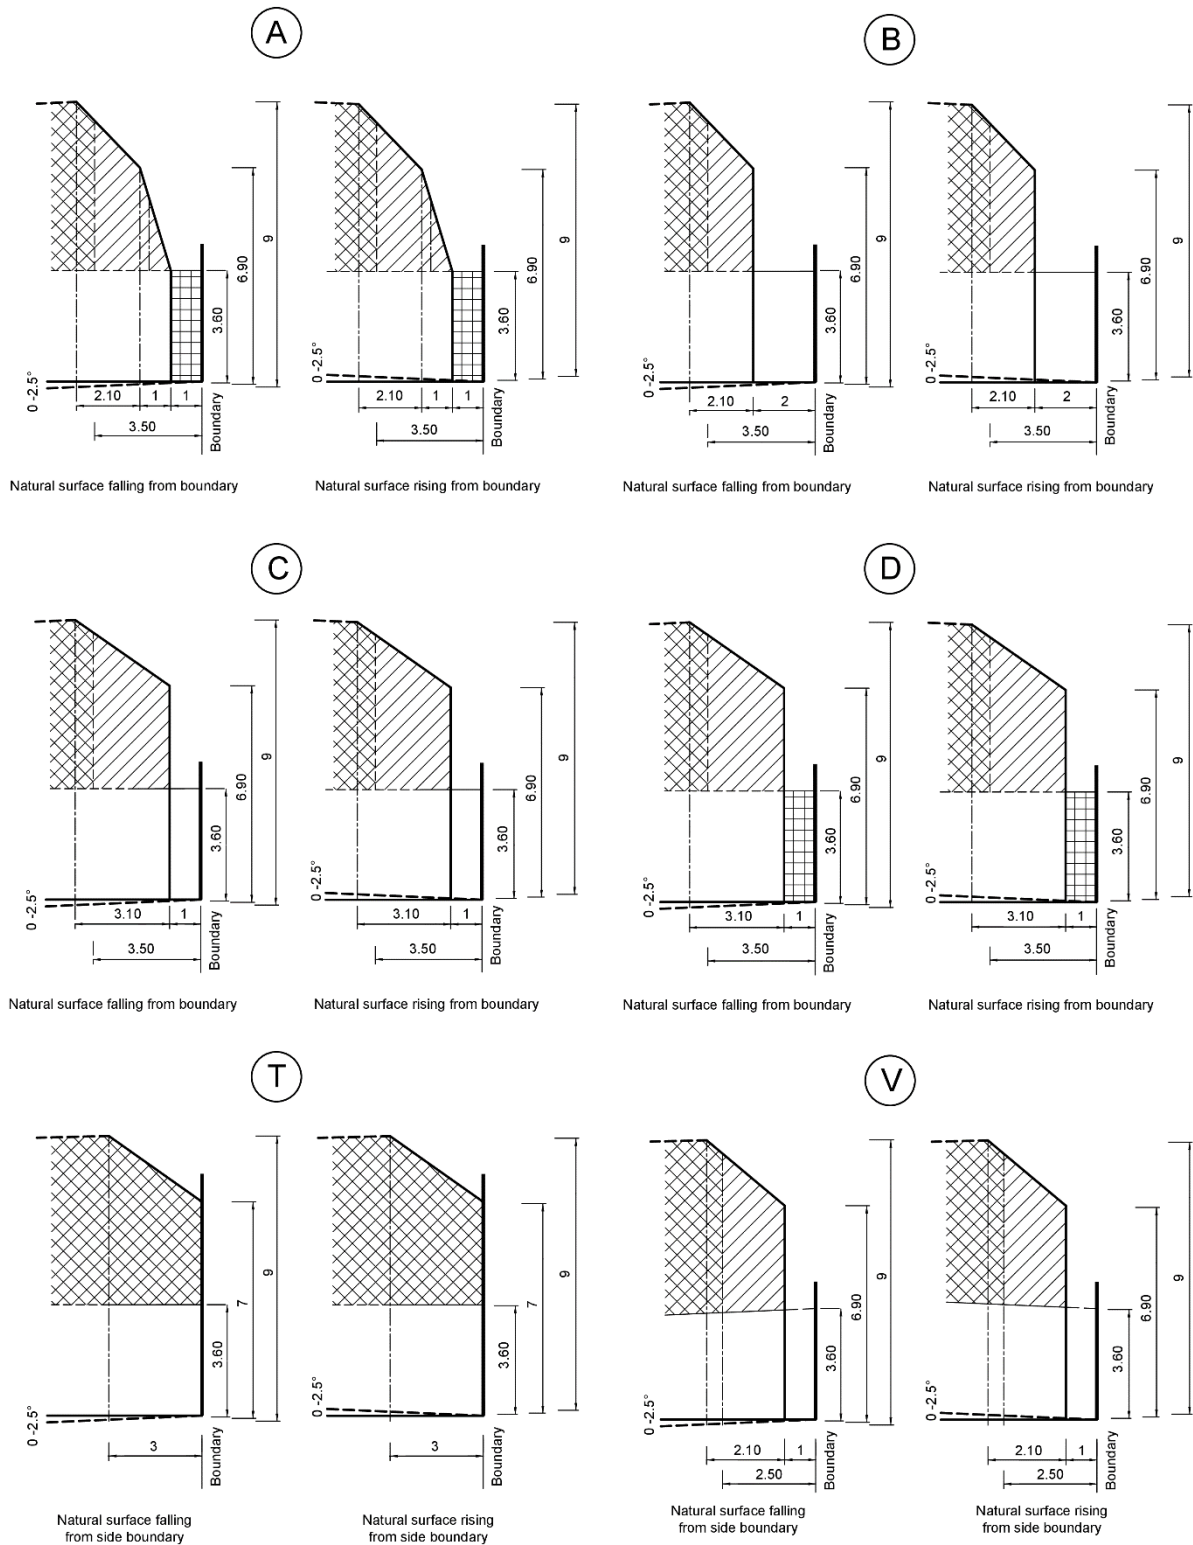 A
B
9
6.90
3.60
0 -2.5°
2.10
1
1
3.50
Boundary
Natural surface falling from boundary
9
6.90
3.60
0 -2.5°
2.10
1
1
3.50
Boundary
Natural surface rising from boundary
9
6.90
3.60
0 -2.5°
2.10
2
3.50
Boundary
Natural surface falling from boundary
9
6.90
3.60
0 -2.5°
2.10
2
3.50
Boundary
Natural surface rising from boundary
C
D
9
6.90
3.60
0 -2.5°
3.10
1
3.50
Boundary
Natural surface falling from boundary
9
6.90
3.60
0 -2.5°
3.10
1
3.50
Boundary
Natural surface rising from boundary
9
6.90
3.60
0 -2.5°
3.10
1
3.50
Boundary
Natural surface falling from boundary
9
6.90
3.60
0 -2.5°
3.10
1
3.50
Boundary
Natural surface rising from boundary
T
V
9
7
3.60
0 -2.5°
3
Boundary
Natural surface falling
from side boundary
9
7
3.60
0 -2.5°
3
Boundary
Natural surface rising
from side boundary
9
6.90
3.60
0 -2.5°
2.10
1
2.50
Boundary
Natural surface falling
from side boundary
9
6.90
3.60
0 -2.5°
2.10
1
2.50
Boundary
Natural surface rising
from side boundary